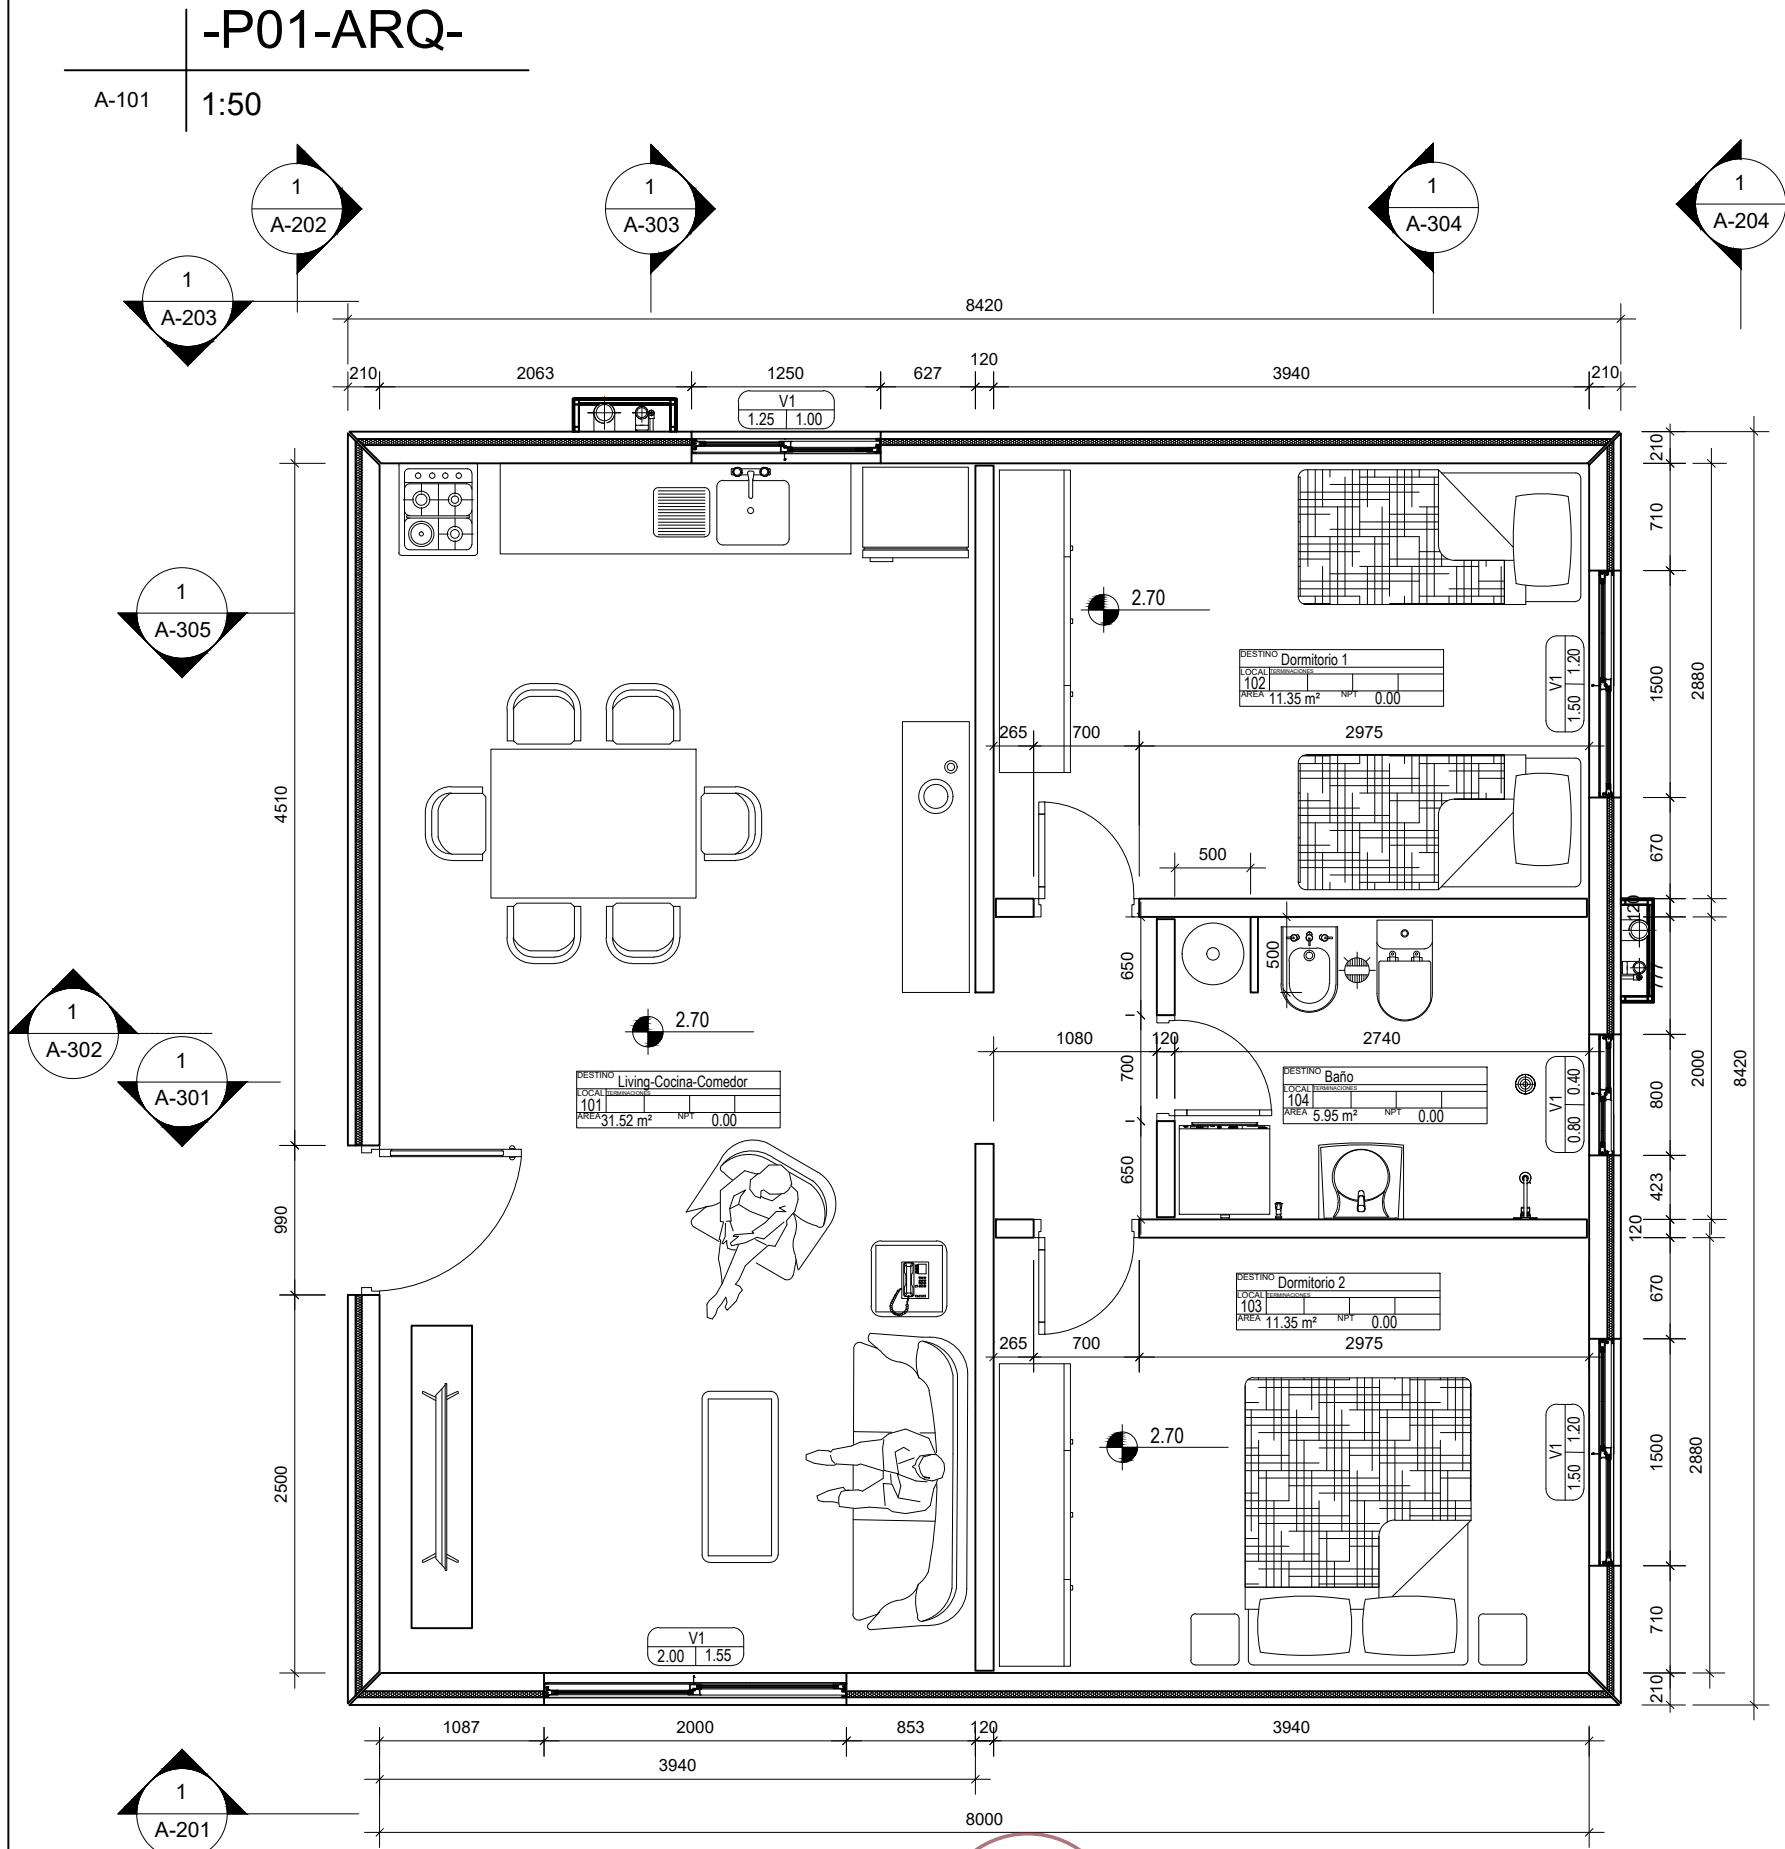 -P01-ARQ-
A-101 1:50
1
A-202
1
A-303
1
A-304
1
A-204
1
A-203
8420
210 2063 1250 627 120 3940 210
V1
1.25 1.00
210
710
1500
2880
670
120
777
2000
8420
800
423
120
670
1500
2880
710
210
1
A-305
4510
2.70
DESTINO Dormitorio 1
LOCAL TERMINACIONES
102
AREA 11.35 m² NPT 0.00
V1
1.50 1.20
265 700 2975
500
500
650
1
A-302
1
A-301
2.70
DESTINO Living-Cocina-Comedor
LOCAL TERMINACIONES
101
AREA 31.52 m² NPT 0.00
1080 120 2740
700
DESTINO Baño
LOCAL TERMINACIONES
104
AREA 5.95 m² NPT 0.00
V1
0.80 0.40
650
990
DESTINO Dormitorio 2
LOCAL TERMINACIONES
103
AREA 11.35 m² NPT 0.00
265 700 2975
2.70
V1
1.50 1.20
2500
V1
2.00 1.55
1087 2000 853 120 3940
3940
8000
1
A-201